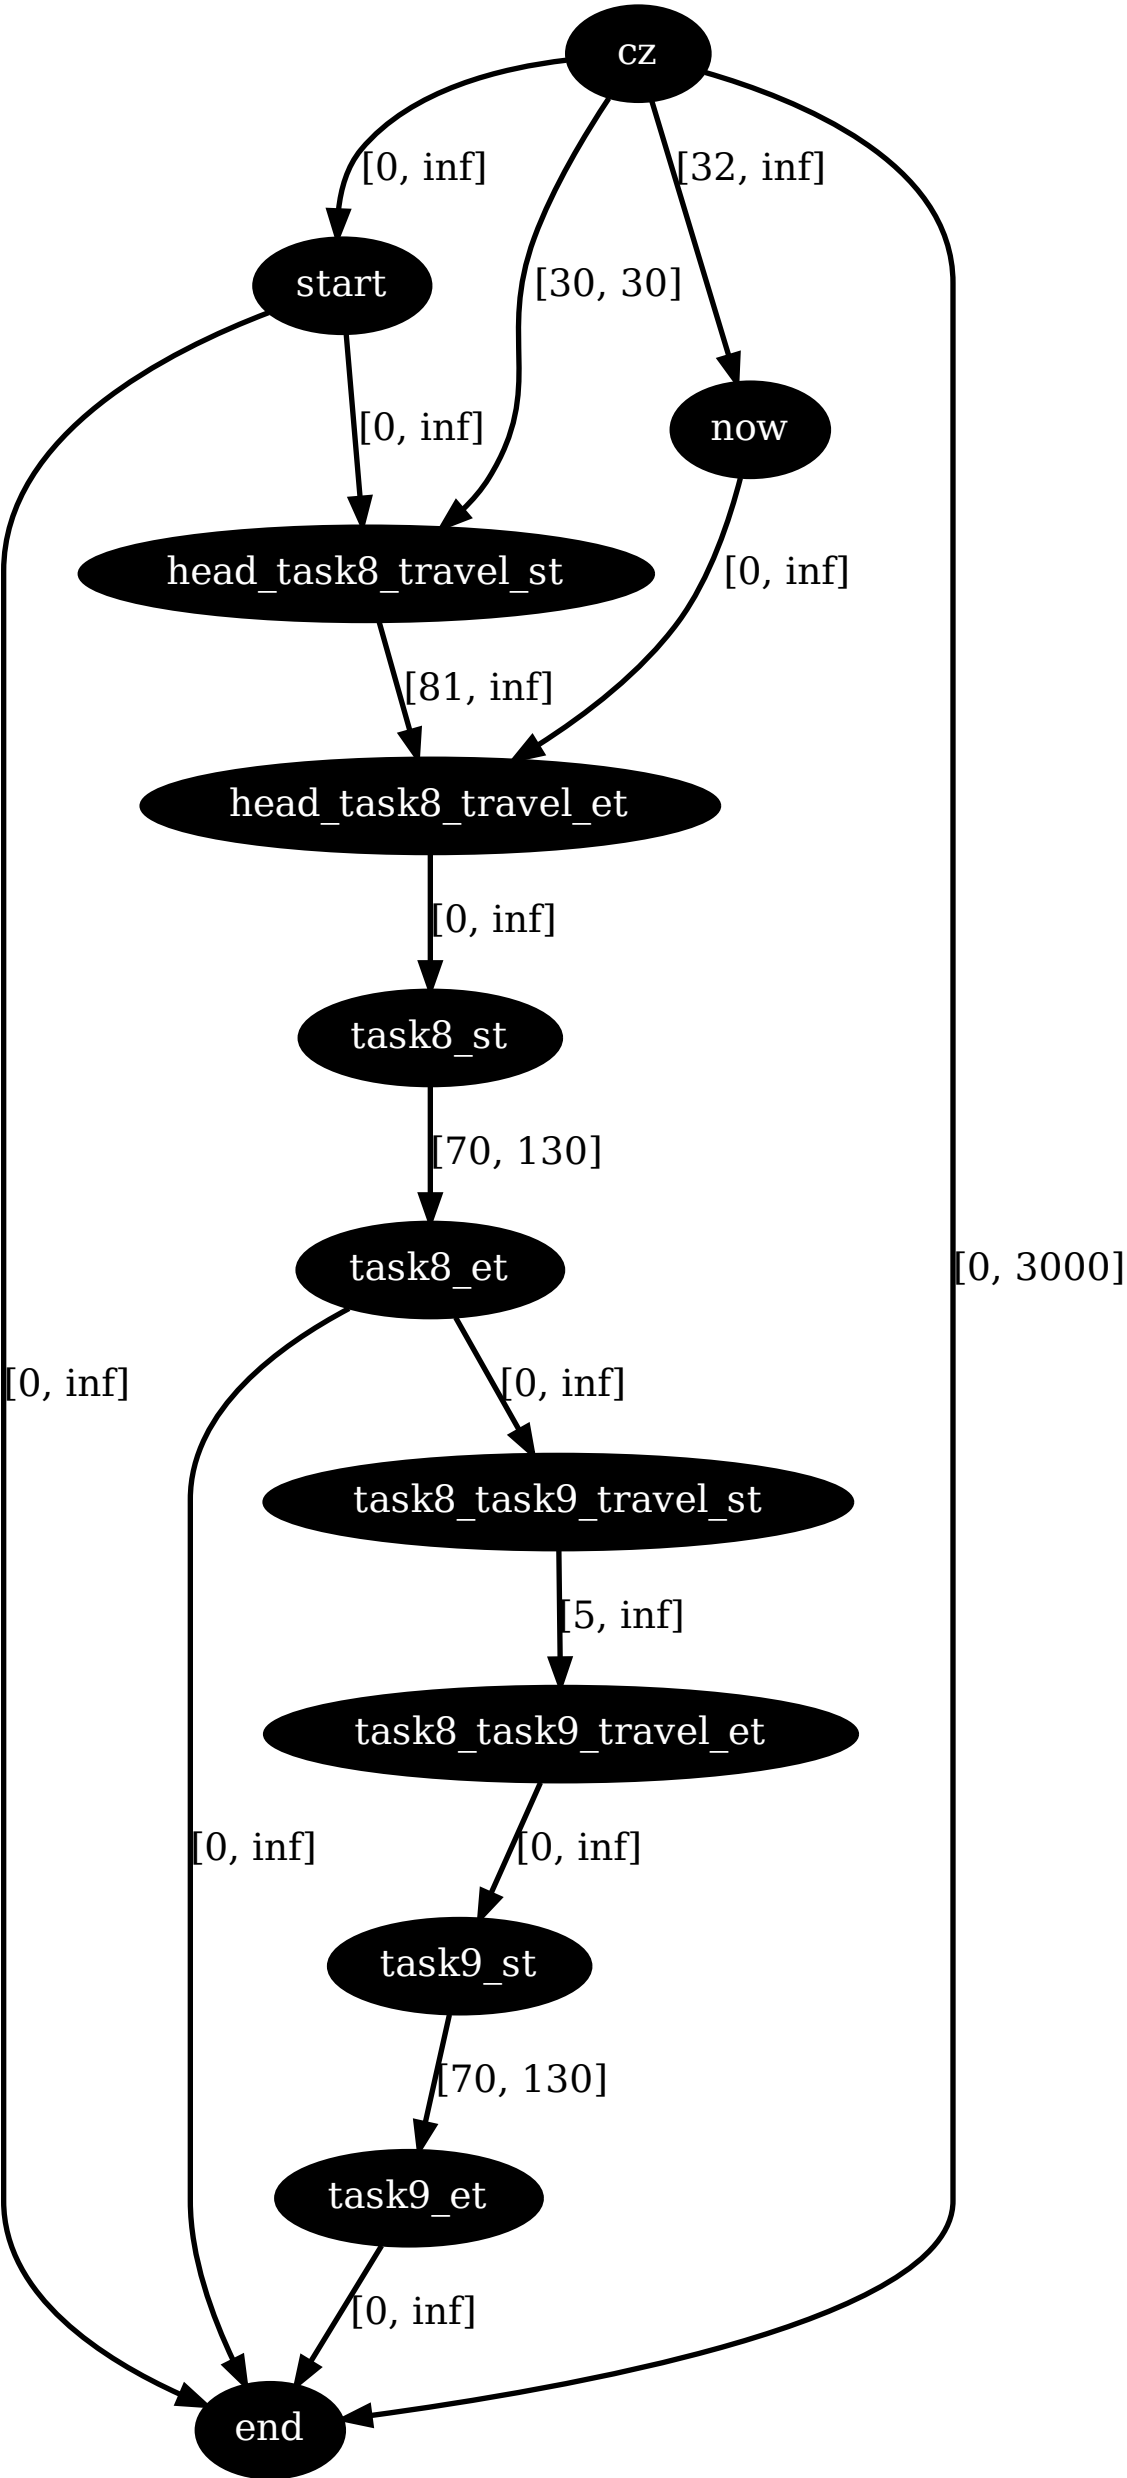 cz
[0, inf]
[32, inf]
start
[30, 30]
[0, inf]
now
head_task8_travel_st
[0, inf]
[81, inf]
head_task8_travel_et
[0, inf]
task8_st
[70, 130]
task8_et
[0, 3000]
[0, inf]
[0, inf]
task8_task9_travel_st
[5, inf]
task8_task9_travel_et
[0, inf]
[0, inf]
task9_st
[70, 130]
task9_et
[0, inf]
end